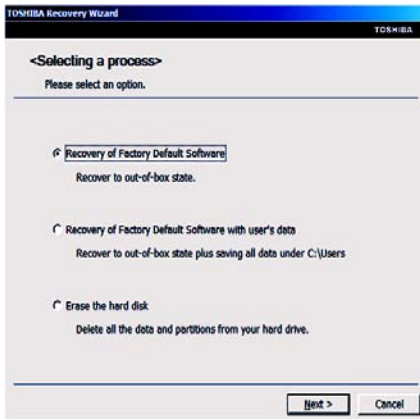 TOSHIBA Recovery Wizard
TOSHIBA
<Selecting a process>
Please select an option.
Recovery of Factory Default Software
Recover to out-of-box state.
Recovery of Factory Default Software with user's data
Recover to out-of-box state plus saving all data under C:\Users
Erase the hard disk
Delete all the data and partitions from your hard drive.
Next > Cancel